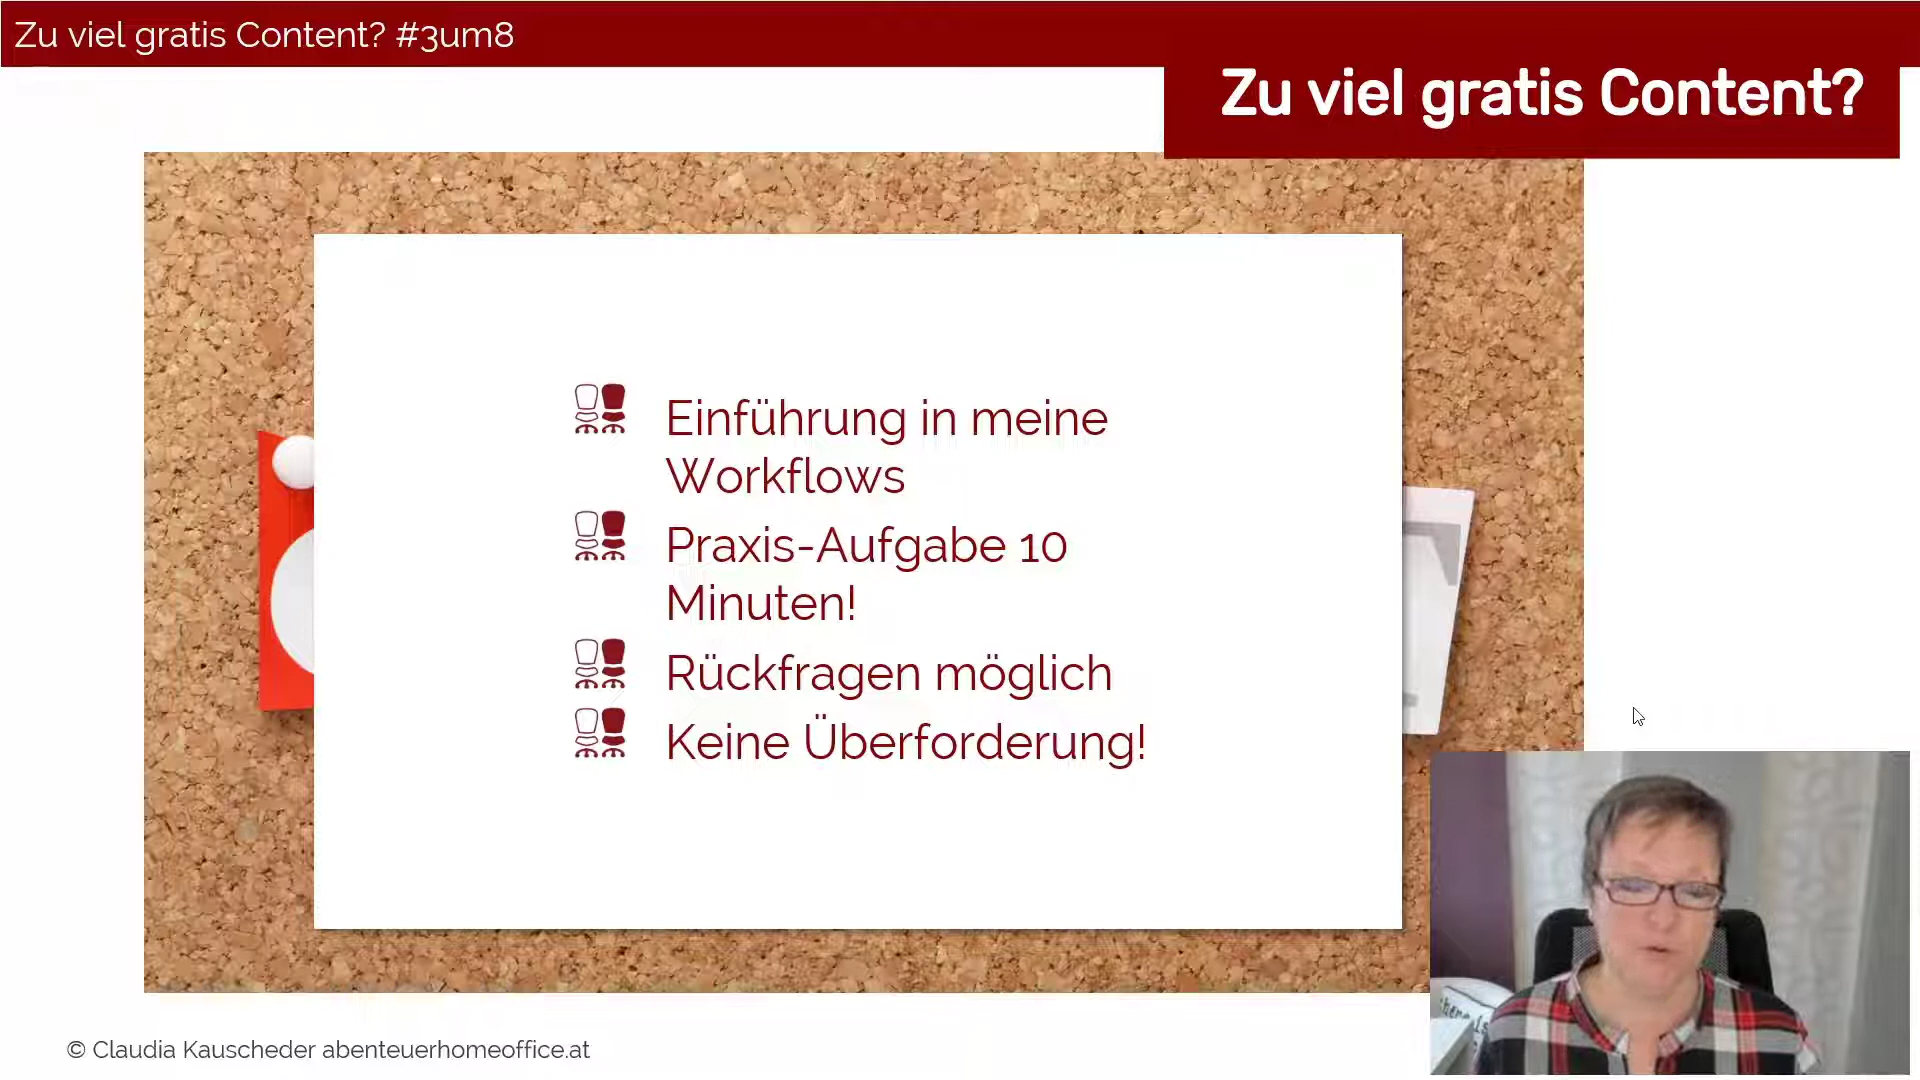 Zu viel gratis Content? #3um8
Zu viel gratis Content?
Einführung in meine
Workflows
Praxis-Aufgabe 10
Minuten!
Rückfragen möglich
Keine Überforderung!
© Claudia Kauscheder abenteuerhomeoffice.at